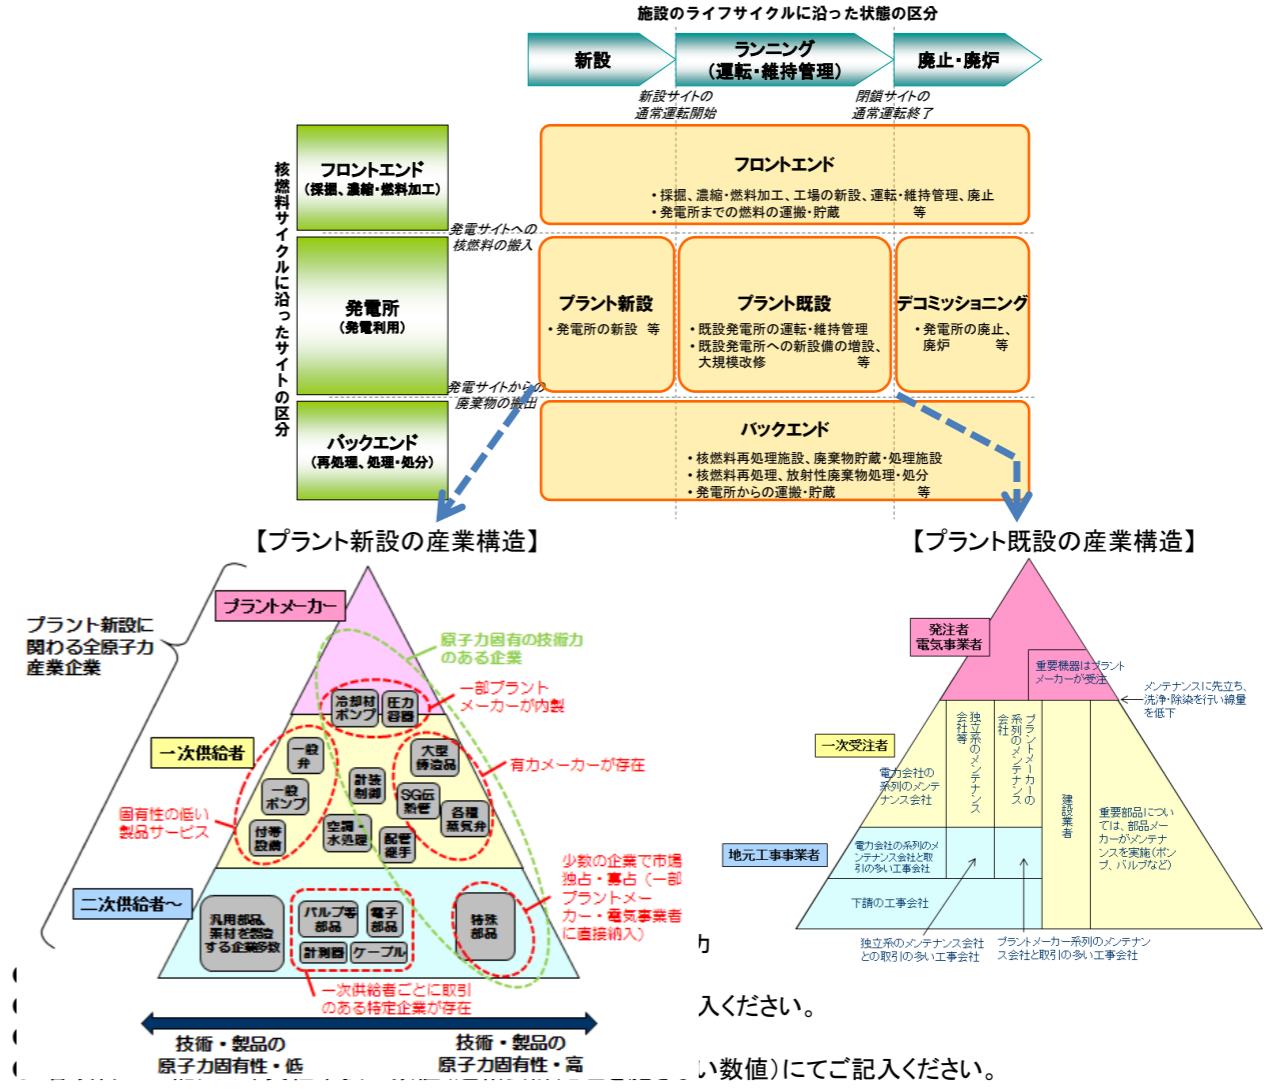 施設のライフサイクルに沿った状態の区分
新設
ランニング
（運転・維持管理）
廃止・廃炉
新設サイトの
通常運転開始
閉鎖サイトの
通常運転終了
核燃料サイクルに沿ったサイトの区分
フロントエンド
（採掘、濃縮・燃料加工）
フロントエンド
・採掘、濃縮・燃料加工、工場の新設、運転・維持管理、廃止
・発電所までの燃料の運搬・貯蔵　等
発電サイトへの
核燃料の搬入
発電所
（発電利用）
プラント新設
・発電所の新設　等
プラント既設
・既設発電所の運転・維持管理
・既設発電所への新設備の増設、
大規模改修　等
デコミッショニング
・発電所の廃止、
廃炉　等
発電サイトからの
廃棄物の搬出
バックエンド
（再処理、処理・処分）
バックエンド
・核燃料再処理施設、廃棄物貯蔵・処理施設
・核燃料再処理、放射性廃棄物処理・処分
・発電所からの運搬・貯蔵　等
【プラント新設の産業構造】
プラント新設に
関わる全原子力
産業企業
プラントメーカー
原子力固有の技術力
のある企業
一部プラント
メーカーが内製
冷却材
ポンプ
圧力
容器
一次供給者
一般
弁
一般
ポンプ
付帯
設備
計装
制御
空調・
水処理
配管
継手
大型
鋳造品
SG伝
熱管
各種
蒸気弁
有力メーカーが存在
固有性の低い
製品サービス
少数の企業で市場
独占・寡占（一部
プラントメー
カー・電気事業者
に直接納入）
二次供給者～
汎用部品、
素材を製造
する企業多数
バルブ等
部品
電子
部品
計測器
ケーブル
特殊
部品
一次供給者ごとに取引
のある特定企業が存在
技術・製品の
原子力固有性・低
技術・製品の
原子力固有性・高
【プラント既設の産業構造】
発注者
電気事業者
重要機器はプラント
メーカーが受注
メンテナンスに先立ち、
洗浄・除染を行い線量
を低下
一次受注者
電力会社の
系列のメンテ
ナンス会社
独立系のメンテナンス
会社等
プラントメーカーの
系列のメンテナンス
会社
建設業者
重要部品につい
ては、部品メー
カーがメンテナ
ンスを実施（ポン
プ、バルブなど）
地元工事事業者
電力会社の系列のメ
ンテナンス会社と取
引の多い工事会社
下請の工事会社
独立系のメンテナンス会社
との取引の多い工事会社
プラントメーカー系列のメンテナン
ス会社と取引の多い工事会社
力
入ください。
い数値）にてご記入ください。